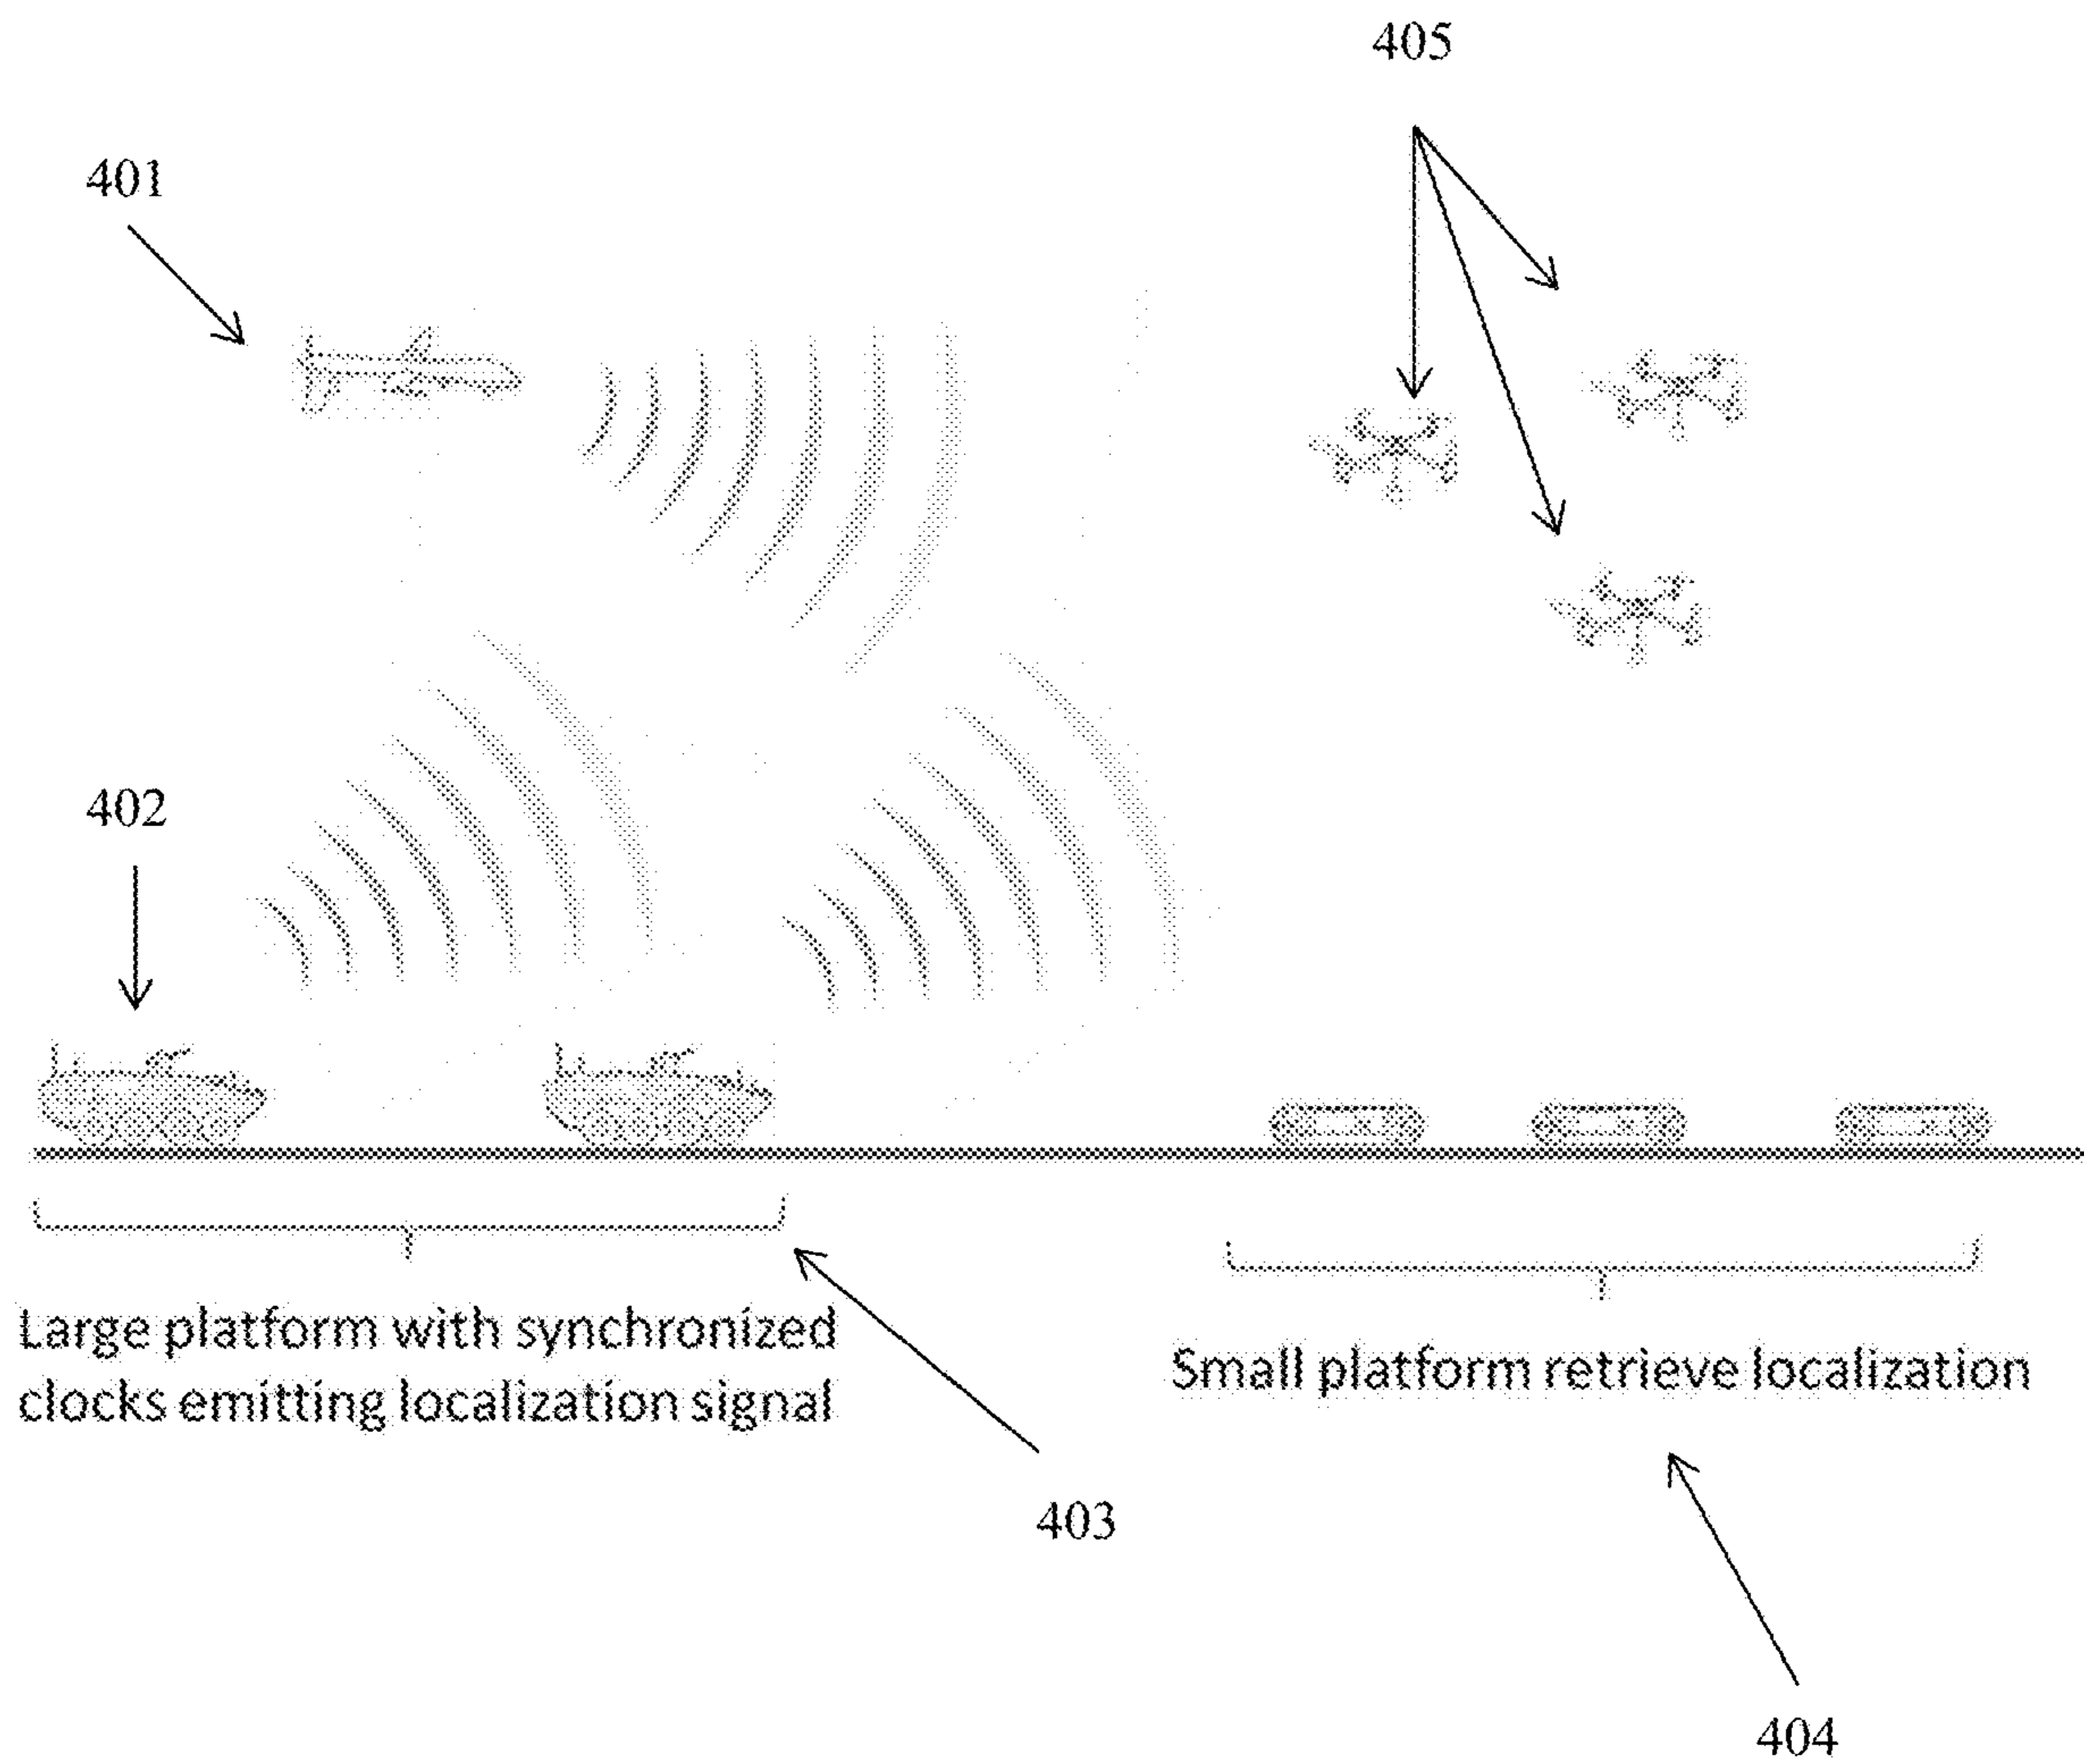 405
401
402
Large platform with synchronized
clocks emitting localization signal
Small platform retrieve localization
403
404